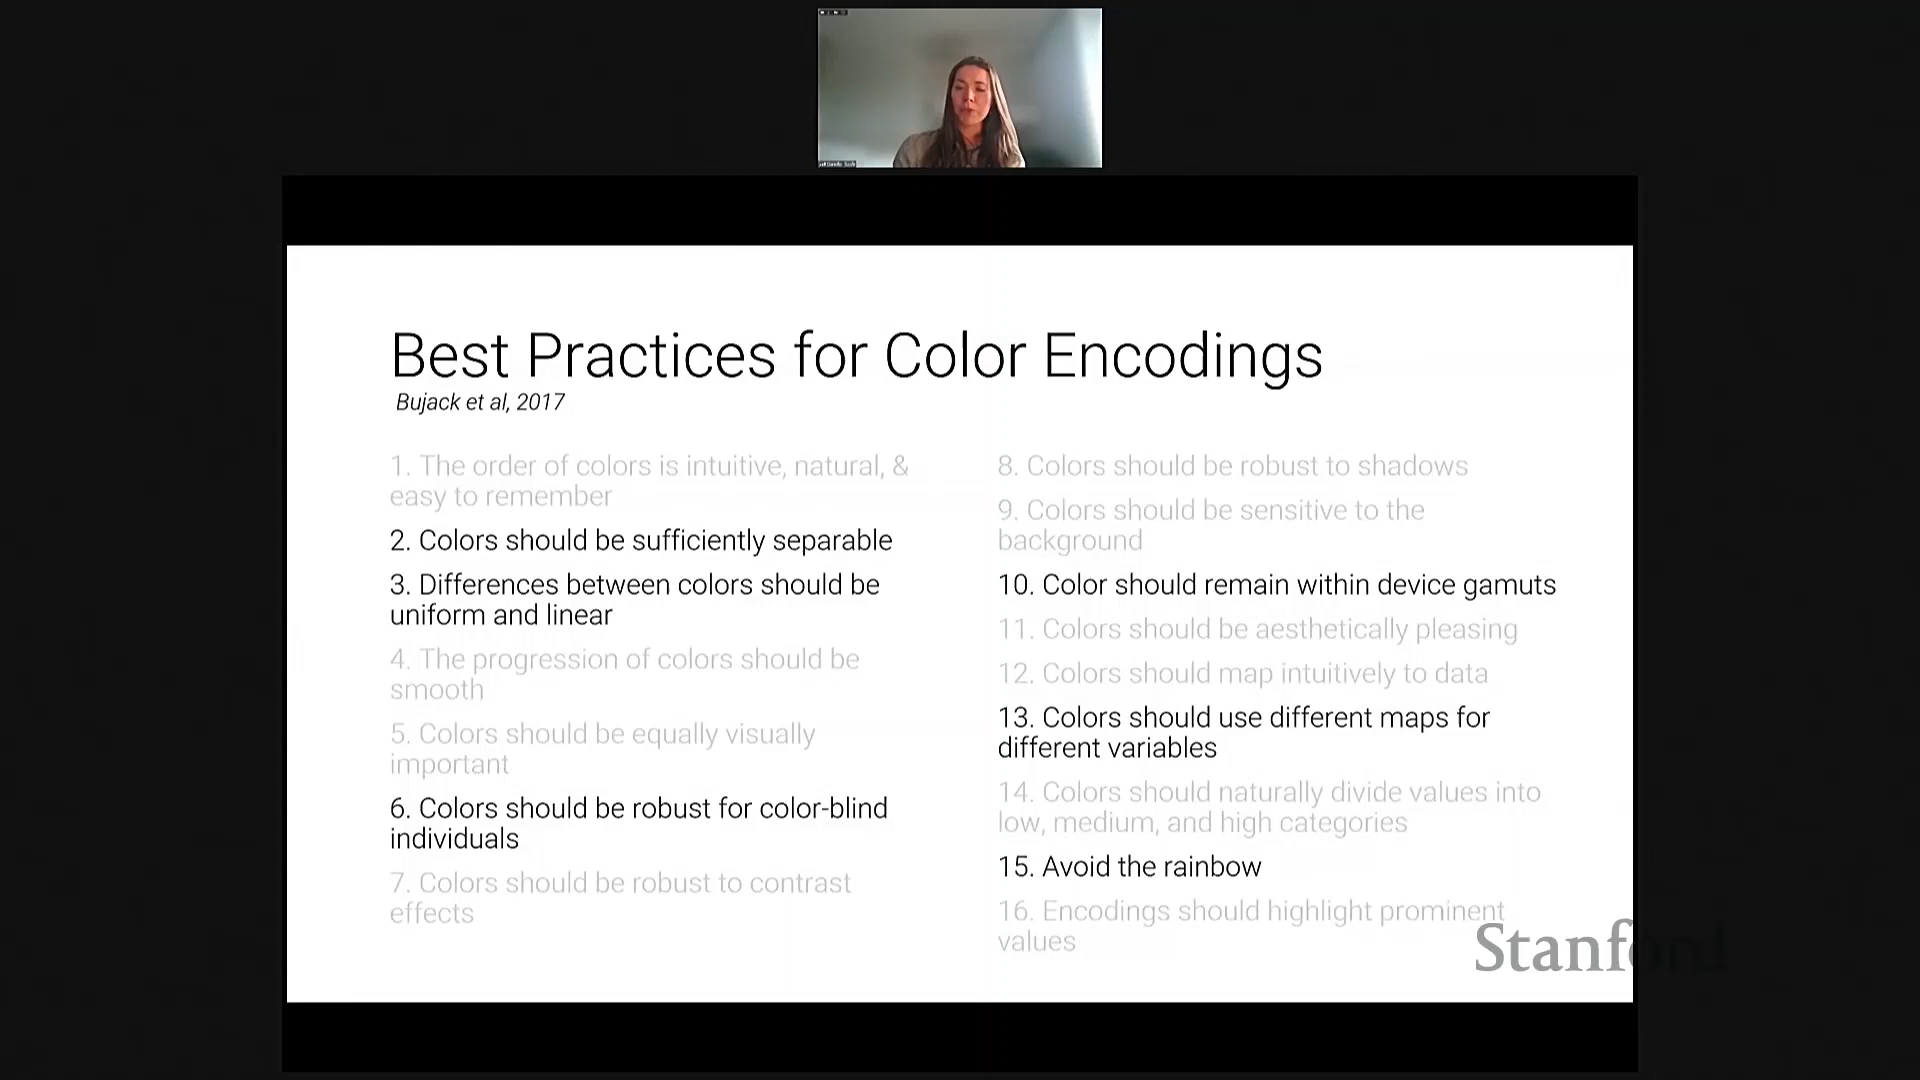 Best Practices for Color Encodings
Bujack et al, 2017
1. The order of colors is intuitive, natural, &
easy to remember
2. Colors should be sufficiently separable
3. Differences between colors should be
uniform and linear
4. The progression of colors should be
smooth
5. Colors should be equally visually
important
6. Colors should be robust for color-blind
individuals
7. Colors should be robust to contrast
effects
8. Colors should be robust to shadows
9. Colors should be sensitive to the
background
10. Color should remain within device gamuts
11. Colors should be aesthetically pleasing
12. Colors should map intuitively to data
13. Colors should use different maps for
different variables
14. Colors should naturally divide values into
low, medium, and high categories
15. Avoid the rainbow
16. Encodings should highlight prominent
values
Stanford